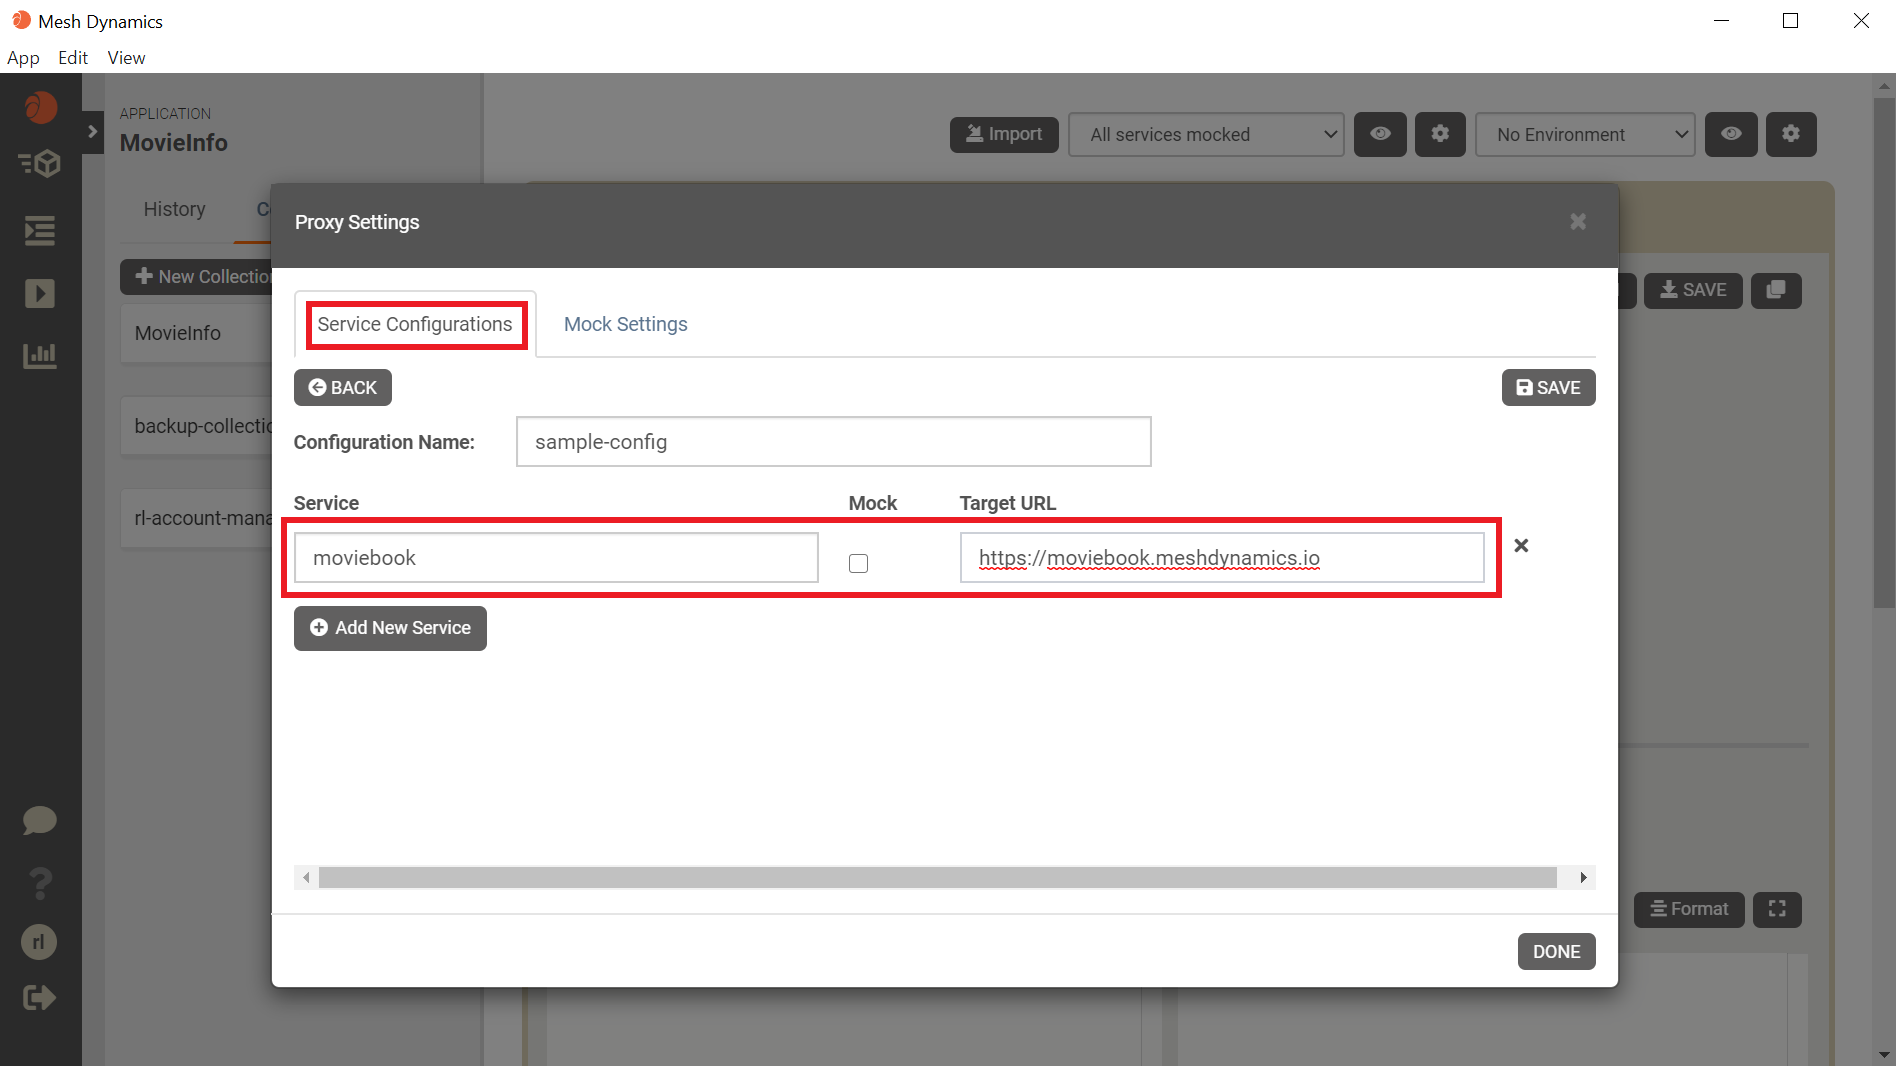 Mesh Dynamics
App Edit View
APPLICATION
MovieInfo
Import
All services mocked
No Environment
History
Proxy Settings
New Collection
SAVE
Service Configurations
Mock Settings
MovieInfo
BACK
SAVE
backup-collectic
Configuration Name:
sample-config
Service
Mock
Target URL
rl-account-mana
moviebook
https://moviebook.meshdynamics.io
Add New Service
Format
rl
DONE